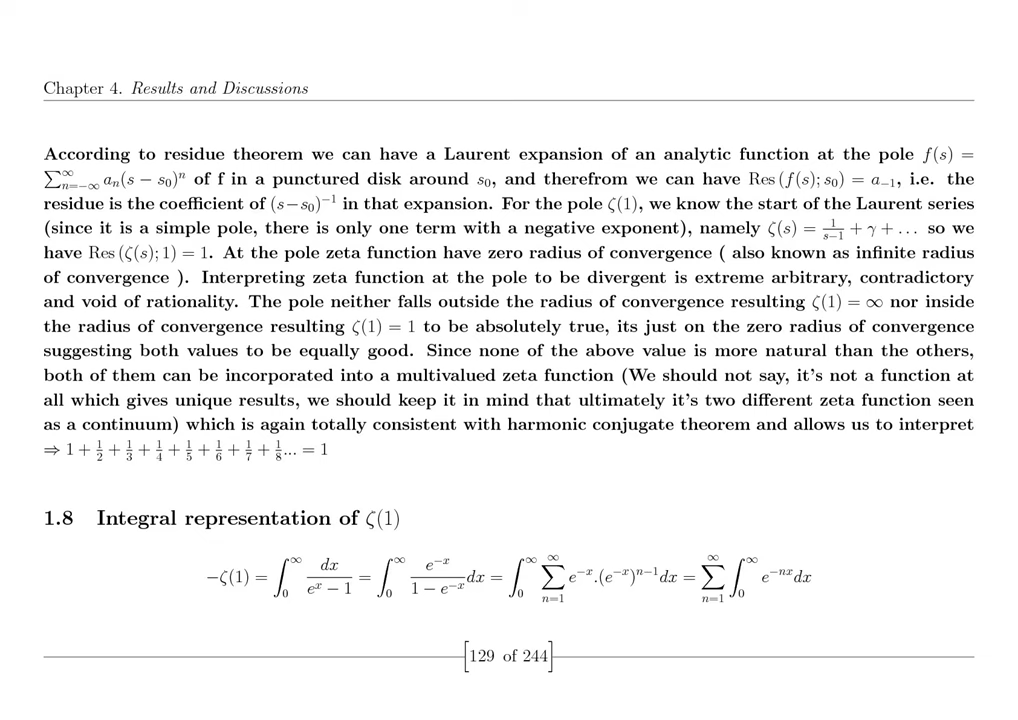 Chapter 4. Results and Discussions
According to residue theorem we can have a Laurent expansion of an analytic function at the pole f(s) =
∑_{n=−∞}^{∞} a_n(s − s_0)^n of f in a punctured disk around s_0, and therefrom we can have Res (f(s); s_0) = a_{−1}, i.e. the
residue is the coefficient of (s−s_0)^{−1} in that expansion. For the pole ζ(1), we know the start of the Laurent series
(since it is a simple pole, there is only one term with a negative exponent), namely ζ(s) = \frac{1}{s−1} + γ + . . . so we
have Res (ζ(s); 1) = 1. At the pole zeta function have zero radius of convergence ( also known as infinite radius
of convergence ). Interpreting zeta function at the pole to be divergent is extreme arbitrary, contradictory
and void of rationality. The pole neither falls outside the radius of convergence resulting ζ(1) = ∞ nor inside
the radius of convergence resulting ζ(1) = 1 to be absolutely true, its just on the zero radius of convergence
suggesting both values to be equally good. Since none of the above value is more natural than the others,
both of them can be incorporated into a multivalued zeta function (We should not say, it's not a function at
all which gives unique results, we should keep it in mind that ultimately it's two different zeta function seen
as a continuum) which is again totally consistent with harmonic conjugate theorem and allows us to interpret
⇒ 1 + \frac{1}{2} + \frac{1}{3} + \frac{1}{4} + \frac{1}{5} + \frac{1}{6} + \frac{1}{7} + \frac{1}{8}... = 1
1.8 Integral representation of ζ(1)
−ζ(1) = ∫_0^∞ \frac{dx}{e^x − 1} = ∫_0^∞ \frac{e^{−x}}{1 − e^{−x}} dx = ∫_0^∞ ∑_{n=1}^{∞} e^{−x}.(e^{−x})^{n−1} dx = ∑_{n=1}^{∞} ∫_0^∞ e^{−nx} dx
[129 of 244]